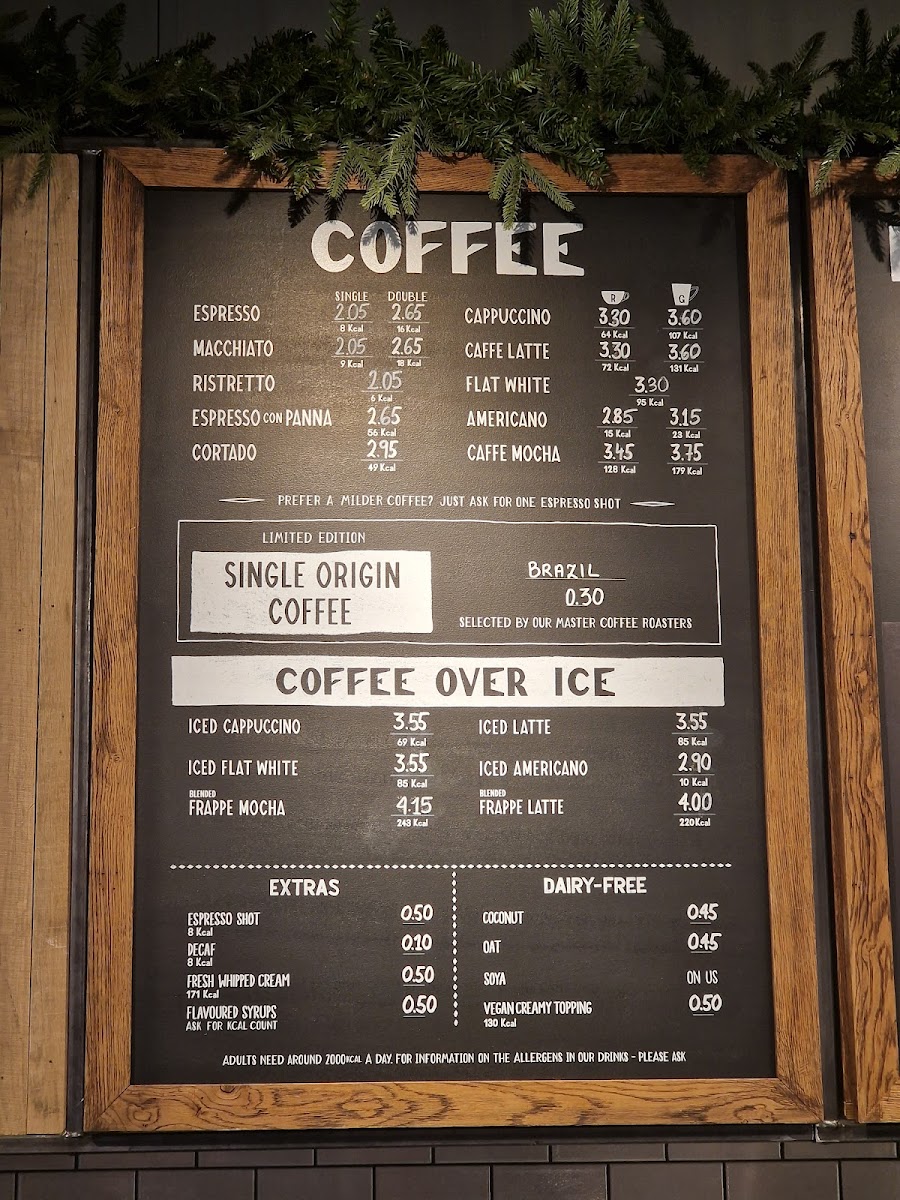 COFFEE
SINGLE DOUBLE
ESPRESSO 2.05 2.65
8 Kcal 16 Kcal
MACCHIATO 2.05 2.65
9 Kcal 18 Kcal
RISTRETTO 2.05
6 Kcal
ESPRESSO CON PANNA 2.65
56 Kcal
CORTADO 2.95
49 Kcal
R G
CAPPUCCINO 3.30 3.60
64 Kcal 107 Kcal
CAFFE LATTE 3.30 3.60
72 Kcal 131 Kcal
FLAT WHITE 3.30
95 Kcal
AMERICANO 2.85 3.15
15 Kcal 23 Kcal
CAFFE MOCHA 3.45 3.75
128 Kcal 179 Kcal
PREFER A MILDER COFFEE? JUST ASK FOR ONE ESPRESSO SHOT
LIMITED EDITION
SINGLE ORIGIN
COFFEE
BRAZIL
0.30
SELECTED BY OUR MASTER COFFEE ROASTERS
COFFEE OVER ICE
ICED CAPPUCCINO 3.55
69 Kcal
ICED FLAT WHITE 3.55
85 Kcal
BLENDED
FRAPPE MOCHA 4.15
243 Kcal
ICED LATTE 3.55
85 Kcal
ICED AMERICANO 2.90
10 Kcal
BLENDED
FRAPPE LATTE 4.00
220 Kcal
EXTRAS
ESPRESSO SHOT 0.50
8 Kcal
DECAF 0.10
8 Kcal
FRESH WHIPPED CREAM 0.50
171 Kcal
FLAVOURED SYRUPS 0.50
ASK FOR KCAL COUNT
DAIRY-FREE
COCONUT 0.45
OAT 0.45
SOYA ON US
VEGAN CREAMY TOPPING 0.50
130 Kcal
ADULTS NEED AROUND 2000KCAL A DAY. FOR INFORMATION ON THE ALLERGENS IN OUR DRINKS - PLEASE ASK